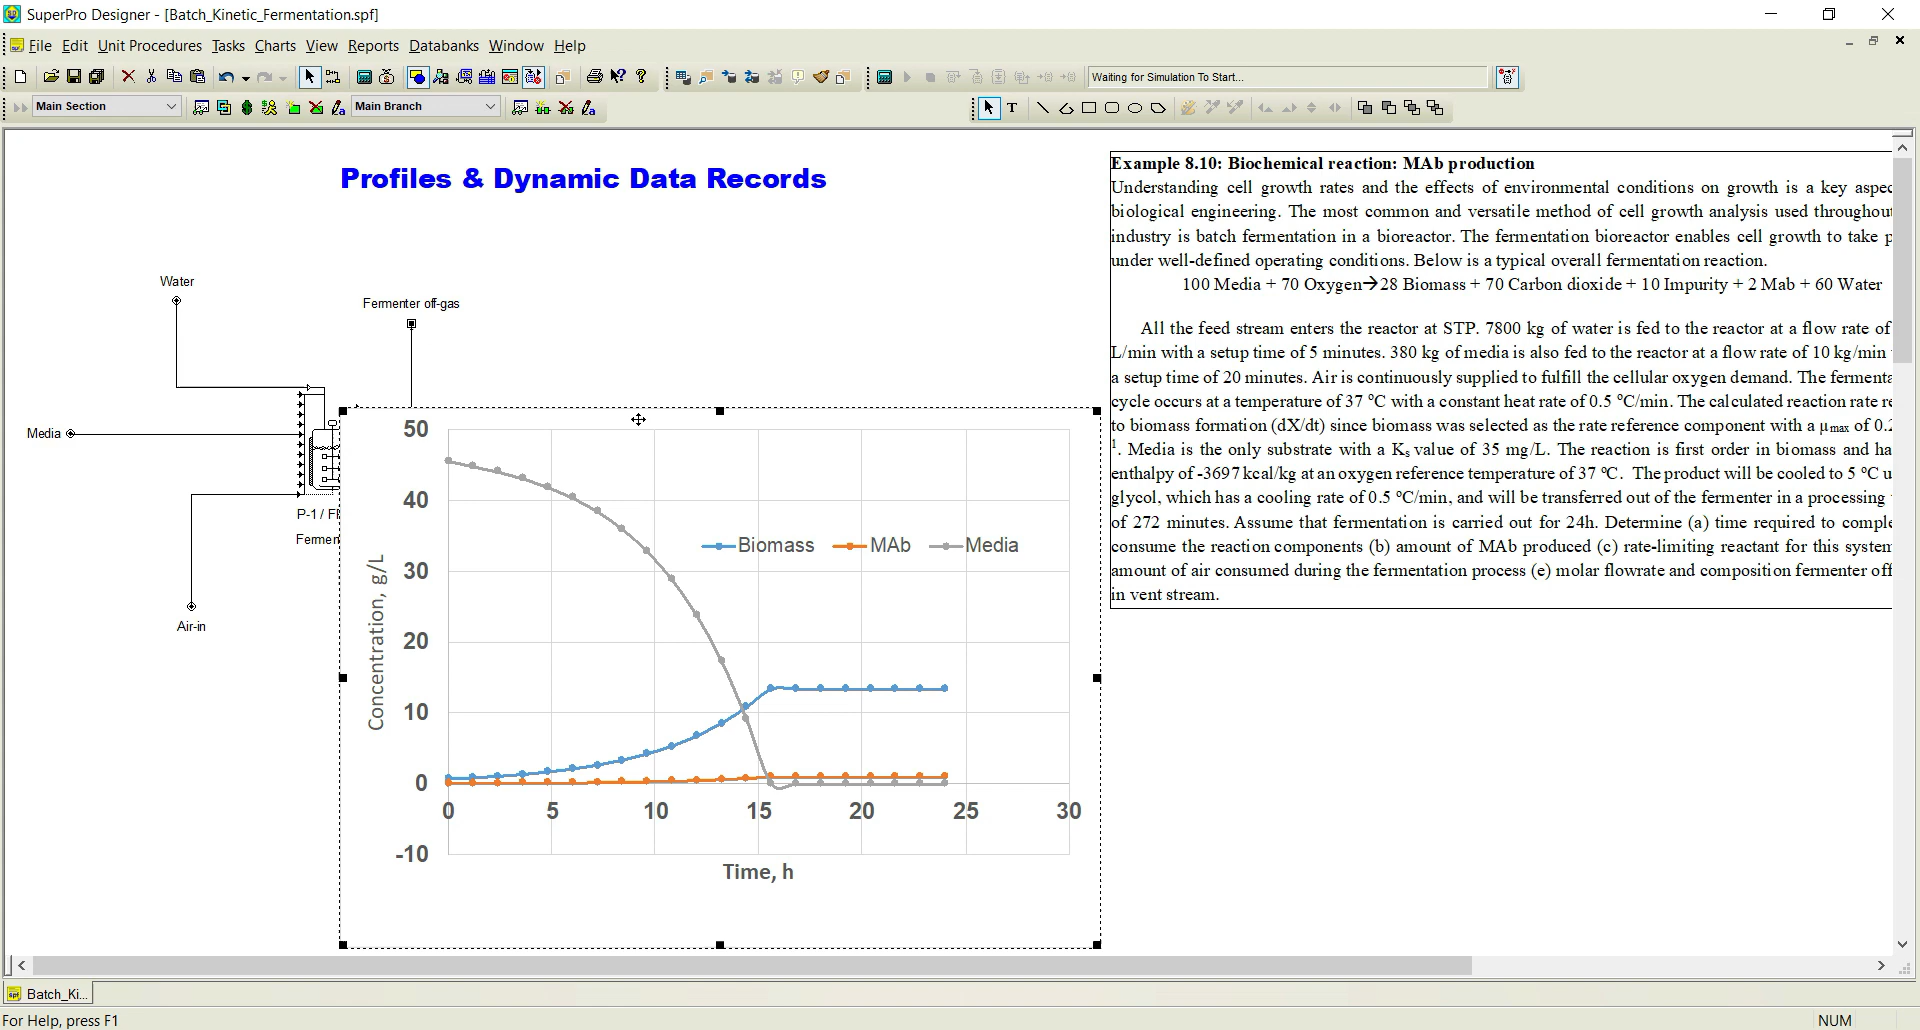 SuperPro Designer - [Batch_Kinetic_Fermentation.spf]
File Edit Unit Procedures Tasks Charts View Reports Databanks Window Help
Waiting for Simulation To Start...
Main Section
Main Branch
Profiles & Dynamic Data Records
Water
Fermenter off-gas
Media
P-1 / F
Fermen
Air-in
50
40
30
20
10
0
-10
Concentration, g/L
Biomass MAb Media
0 5 10 15 20 25 30
Time, h
Example 8.10: Biochemical reaction: MAb production
Understanding cell growth rates and the effects of environmental conditions on growth is a key aspec
biological engineering. The most common and versatile method of cell growth analysis used throughout
industry is batch fermentation in a bioreactor. The fermentation bioreactor enables cell growth to take p
under well-defined operating conditions. Below is a typical overall fermentation reaction.
100 Media + 70 Oxygen→28 Biomass + 70 Carbon dioxide + 10 Impurity + 2 Mab + 60 Water
All the feed stream enters the reactor at STP. 7800 kg of water is fed to the reactor at a flow rate of
L/min with a setup time of 5 minutes. 380 kg of media is also fed to the reactor at a flow rate of 10 kg/min
a setup time of 20 minutes. Air is continuously supplied to fulfill the cellular oxygen demand. The fermenta
cycle occurs at a temperature of 37 °C with a constant heat rate of 0.5 °C/min. The calculated reaction rate re
to biomass formation (dX/dt) since biomass was selected as the rate reference component with a μmax of 0.2
1. Media is the only substrate with a Ks value of 35 mg/L. The reaction is first order in biomass and ha
enthalpy of -3697 kcal/kg at an oxygen reference temperature of 37 °C. The product will be cooled to 5 °C u
glycol, which has a cooling rate of 0.5 °C/min, and will be transferred out of the fermenter in a processing
of 272 minutes. Assume that fermentation is carried out for 24h. Determine (a) time required to comple
consume the reaction components (b) amount of MAb produced (c) rate-limiting reactant for this system
amount of air consumed during the fermentation process (e) molar flowrate and composition fermenter off
in vent stream.
Batch_Ki...
For Help, press F1
NUM